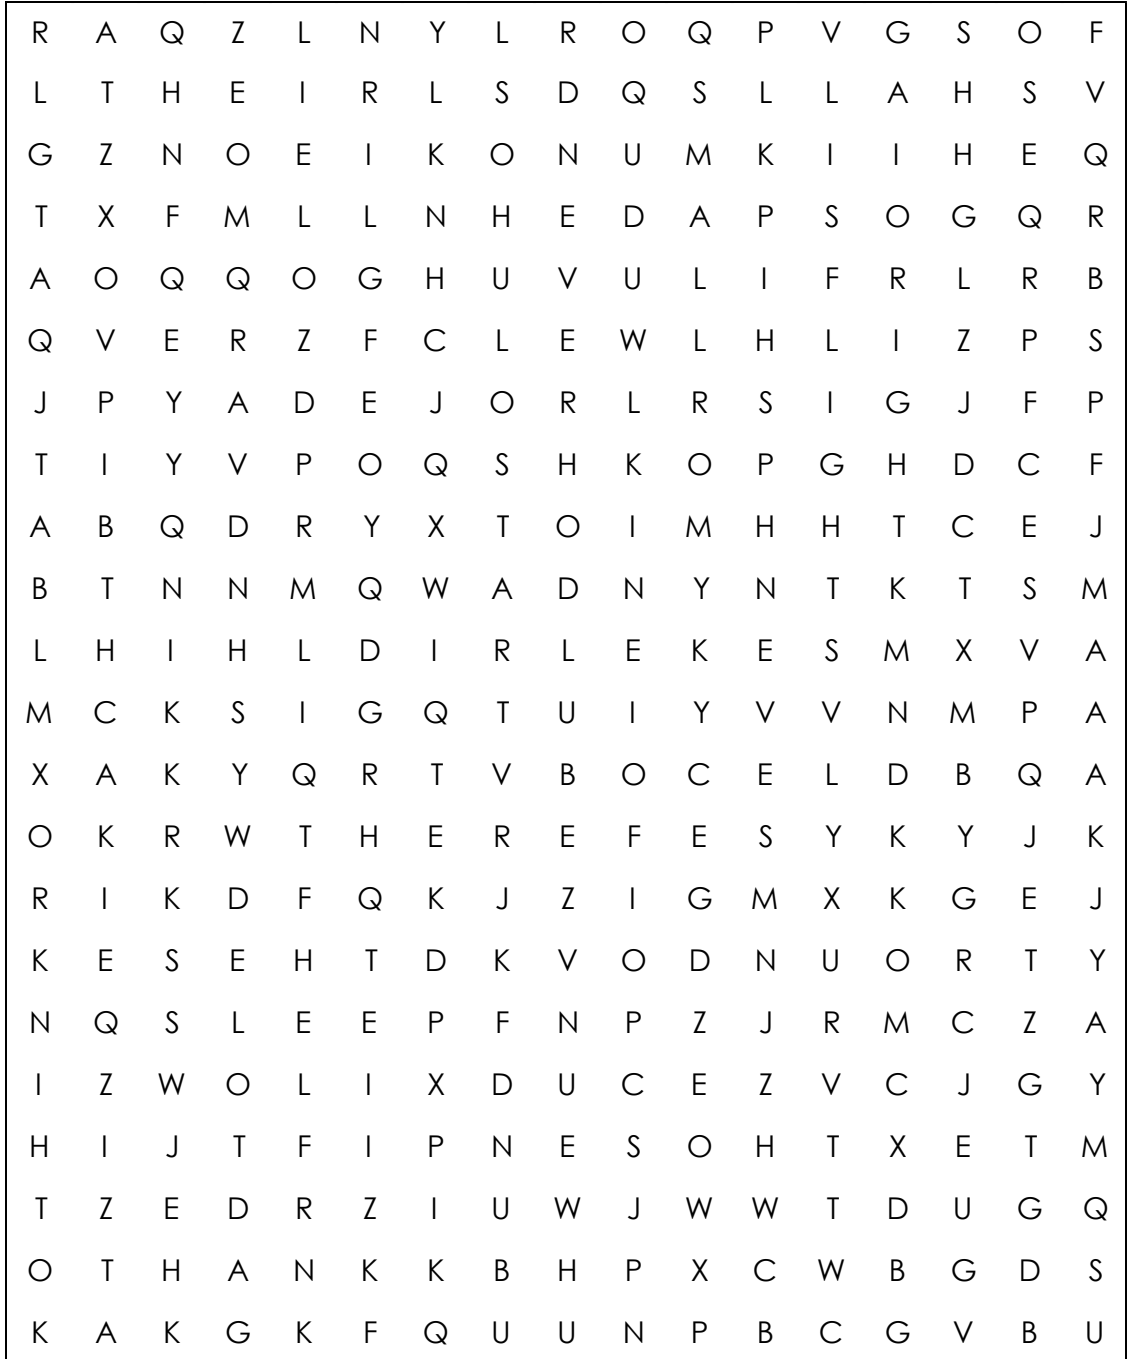 R A Q Z L N Y L R O Q P V G S O F
L T H E I R L S D Q S L L A H S V
G Z N O E I K O N U M K I I H E Q
T X F M L L N H E D A P S O G Q R
A O Q Q O G H U V U L I F R L R B
Q V E R Z F C L E W L H L I Z P S
J P Y A D E J O R L R S I G J F P
T I Y V P O Q S H K O P G H D C F
A B Q D R Y X T O I M H H T C E J
B T N N M Q W A D N Y N T K T S M
L H I H L D I R L E K E S M X V A
M C K S I G Q T U I Y V V N M P A
X A K Y Q R T V B O C E L D B Q A
O K R W T H E R E F E S Y K Y J K
R I K D F Q K J Z I G M X K G E J
K E S E H T D K V O D N U O R T Y
N Q S L E E P F N P Z J R M C Z A
I Z W O L I X D U C E Z V C J G Y
H I J T F I P N E S O H T X E T M
T Z E D R Z I U W J W W T D U G Q
O T H A N K K B H P X C W B G D S
K A K G K F Q U U N P B C G V B U